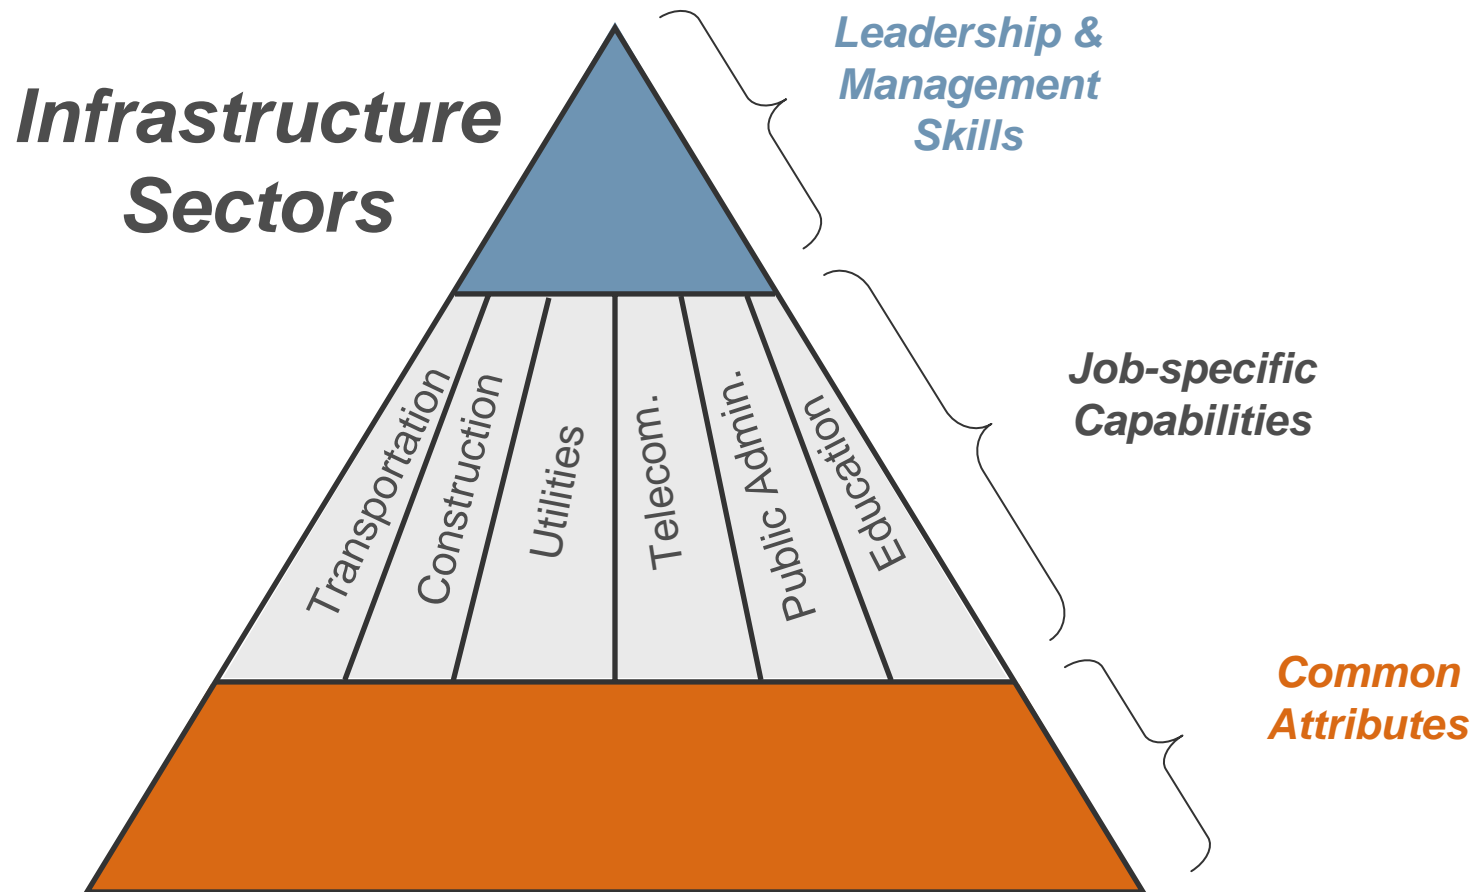 Infrastructure
Sectors
Leadership &
Management
Skills
Transportation
Construction
Utilities
Telecom.
Public Admin.
Education
Job-specific
Capabilities
Common
Attributes